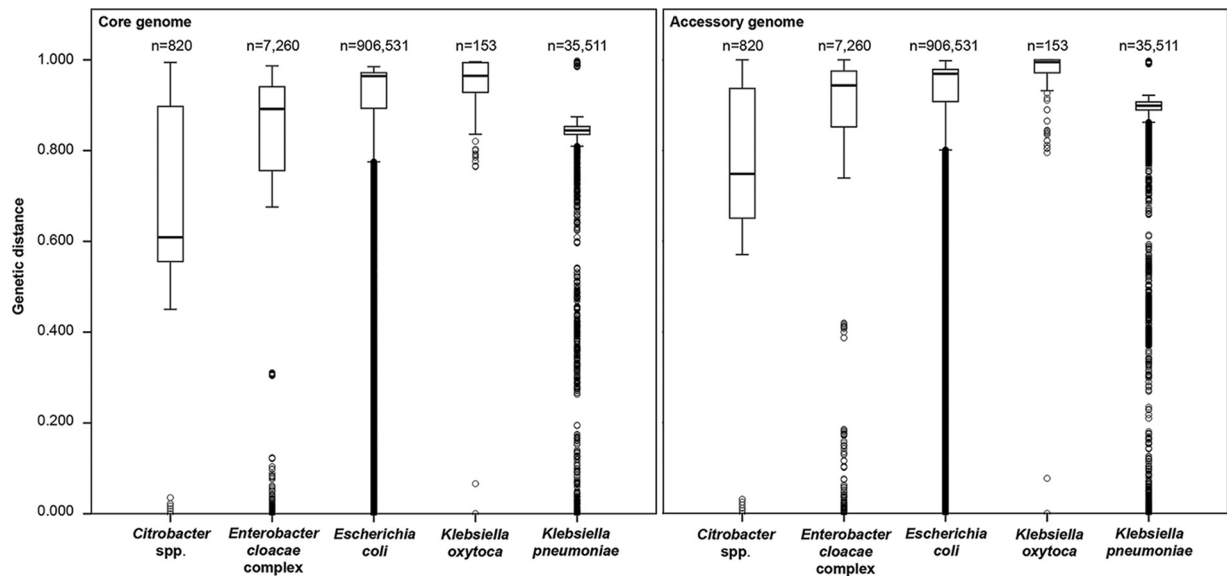 Core genome
n=820 n=7,260 n=906,531 n=153 n=35,511
Accessory genome
n=820 n=7,260 n=906,531 n=153 n=35,511
Genetic distance
1.000
0.800
0.600
0.400
0.200
0.000
Citrobacter Enterobacter Escherichia Klebsiella Klebsiella
spp. cloacae coli oxytoca pneumoniae
complex
Citrobacter Enterobacter Escherichia Klebsiella Klebsiella
spp. cloacae coli oxytoca pneumoniae
complex